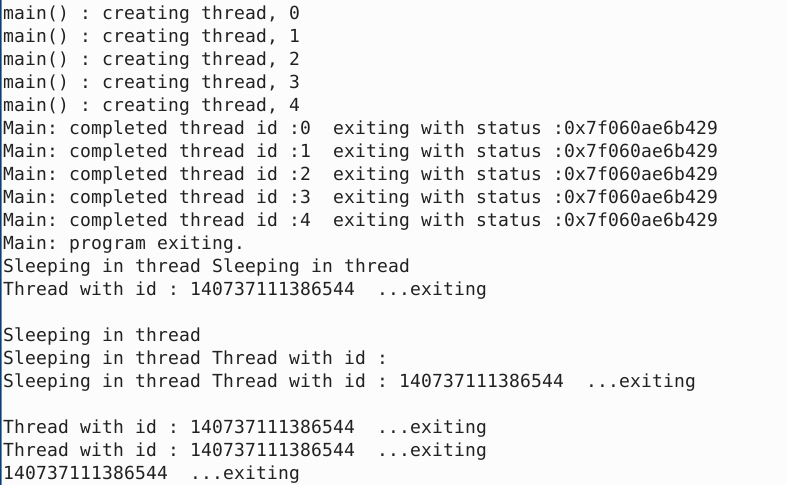 main() : creating thread, 0
main() : creating thread, 1
main() : creating thread, 2
main() : creating thread, 3
main() : creating thread, 4
Main: completed thread id :0  exiting with status :0x7f060ae6b429
Main: completed thread id :1  exiting with status :0x7f060ae6b429
Main: completed thread id :2  exiting with status :0x7f060ae6b429
Main: completed thread id :3  exiting with status :0x7f060ae6b429
Main: completed thread id :4  exiting with status :0x7f060ae6b429
Main: program exiting.
Sleeping in thread Sleeping in thread
Thread with id : 140737111386544  ...exiting

Sleeping in thread
Sleeping in thread Thread with id :
Sleeping in thread Thread with id : 140737111386544  ...exiting

Thread with id : 140737111386544  ...exiting
Thread with id : 140737111386544  ...exiting
140737111386544  ...exiting